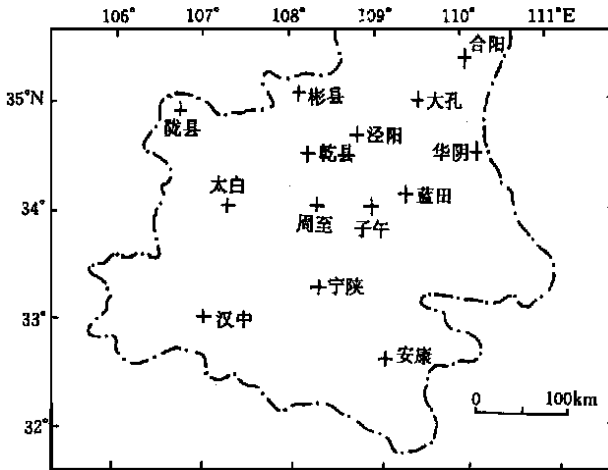 106° 107° 108° 109° 110° 111°E
合阳
35°N
彬县
大孔
陇县
泾阳
乾县
华阴
太白
蓝田
34°
周至
子午
宁陕
33°
汉中
安康
0 100km
32°